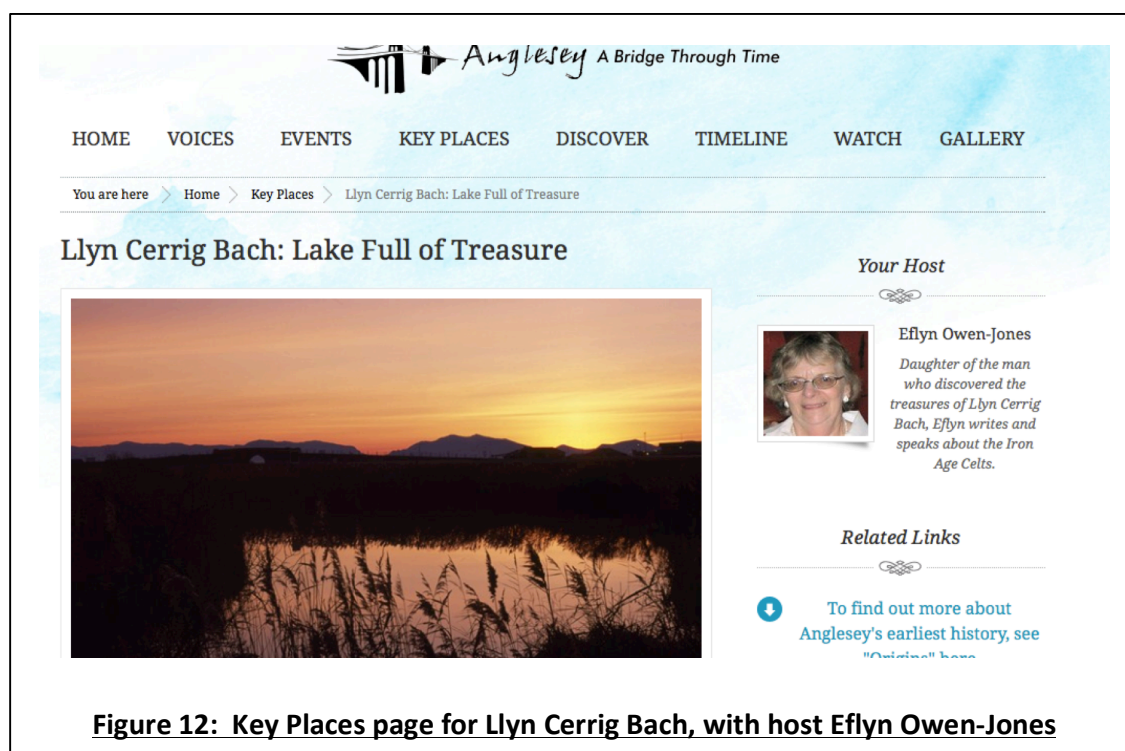 Anglesey A Bridge Through Time
HOME VOICES EVENTS KEY PLACES DISCOVER TIMELINE WATCH GALLERY
You are here Home Key Places Llyn Cerrig Bach: Lake Full of Treasure
Llyn Cerrig Bach: Lake Full of Treasure
Your Host
Eflyn Owen-Jones
Daughter of the man
who discovered the
treasures of Llyn Cerrig
Bach, Eflyn writes and
speaks about the Iron
Age Celts.
Related Links
To find out more about
Anglesey's earliest history, see
"Origins" here
Figure 12: Key Places page for Llyn Cerrig Bach, with host Eflyn Owen-Jones